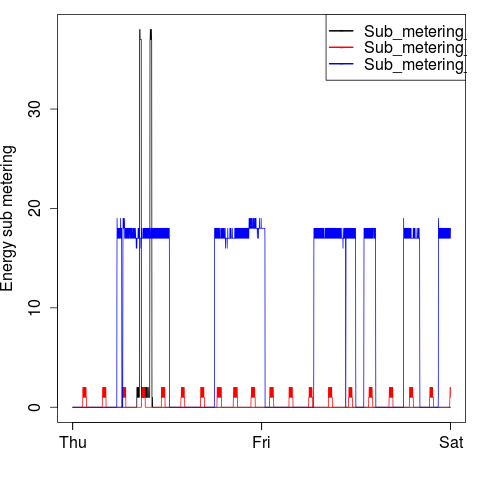 Sub_metering_
Sub_metering_
Sub_metering_
Energy sub metering
30
20
10
0
Thu Fri Sat